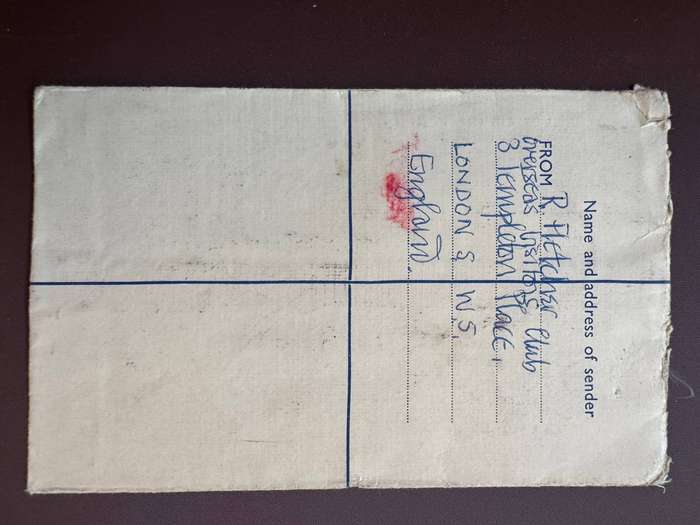 Name and address of sender
FROM R. Fletcher
Overseas Visitors Club
3 Templeton Place,
LONDON S W 5,
England.